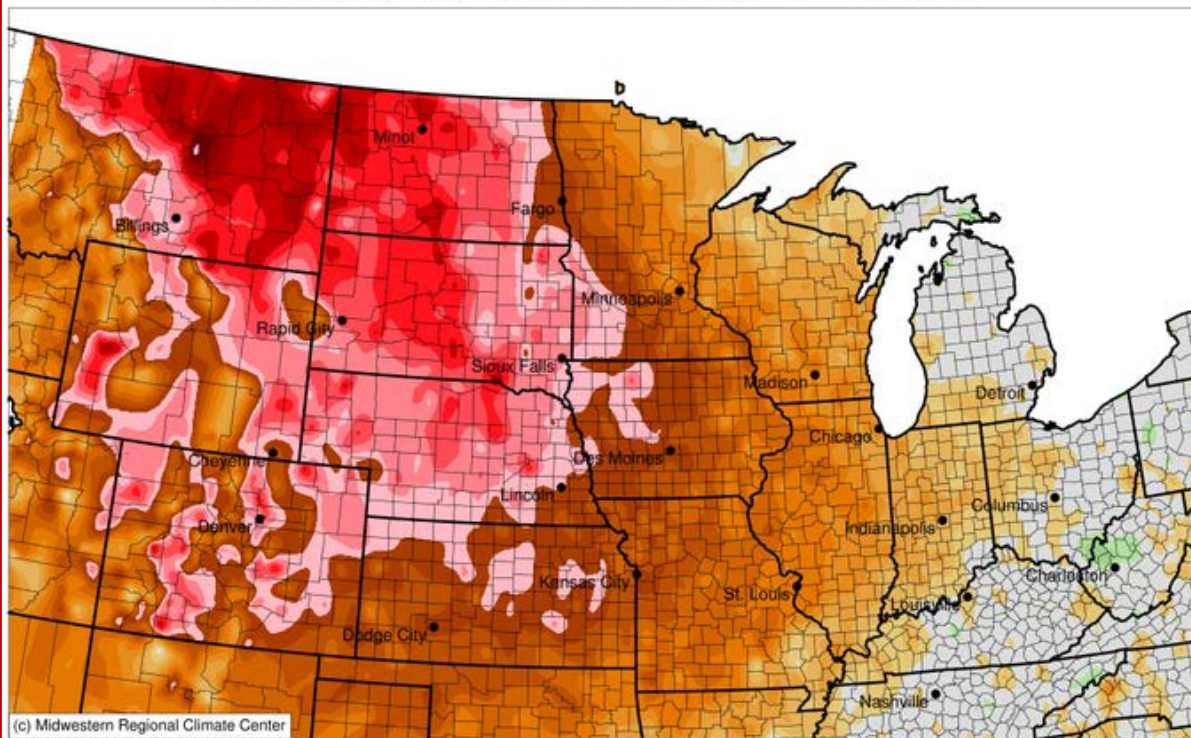 Minot
Fargo
Billings
Minneapolis
Rapid City
Sioux Falls
Madison
Detroit
Chicago
Des Moines
Cheyenne
Lincoln
Columbus
Denver
Indianapolis
Kansas City
St. Louis
Charleston
Louisville
Dodge City
Nashville
(c) Midwestern Regional Climate Center